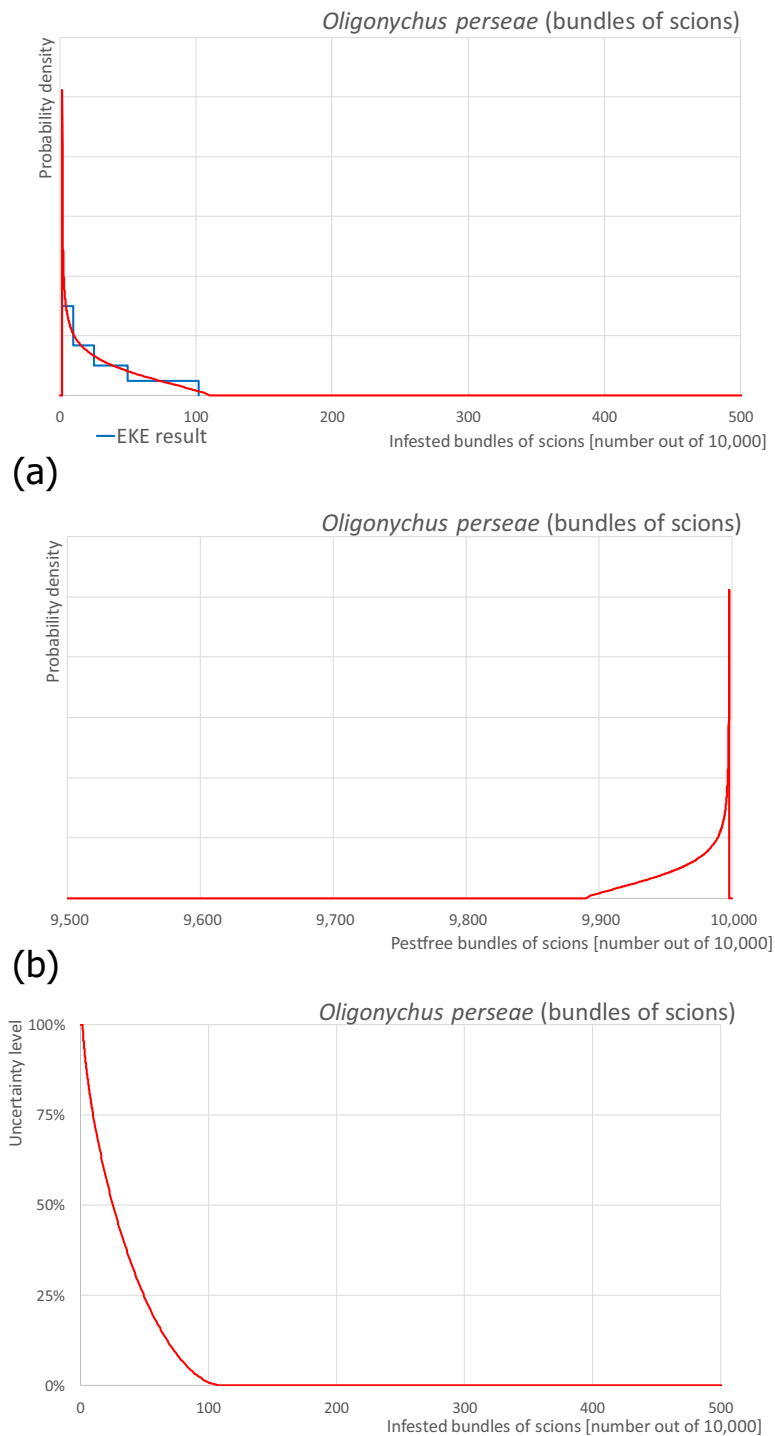 Oligonychus perseae (bundles of scions)
Probability density
0 100 200 300 400 500
EKE result
Infested bundles of scions [number out of 10,000]
(a)
Oligonychus perseae (bundles of scions)
Probability density
9,500 9,600 9,700 9,800 9,900 10,000
Pestfree bundles of scions [number out of 10,000]
(b)
Oligonychus perseae (bundles of scions)
Uncertainty level
100%
75%
50%
25%
0%
0 100 200 300 400 500
Infested bundles of scions [number out of 10,000]